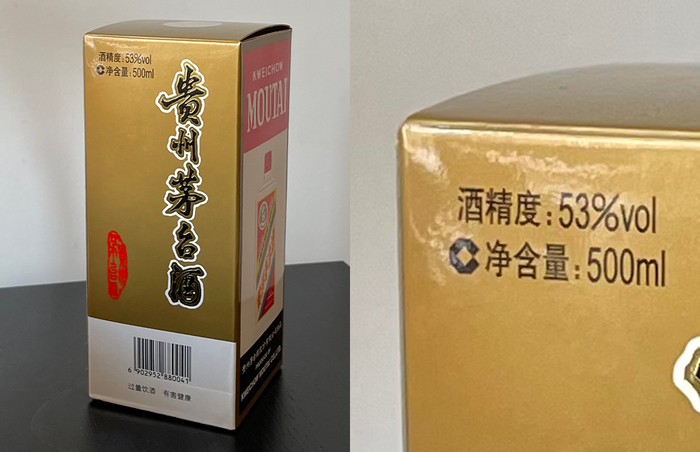 酒精度:53%vol
净含量:500ml
贵州茅台酒
KWEICHOW
MOUTAI
6 902952 880041
过量饮酒 有害健康
酒精度:53%vol
净含量:500ml